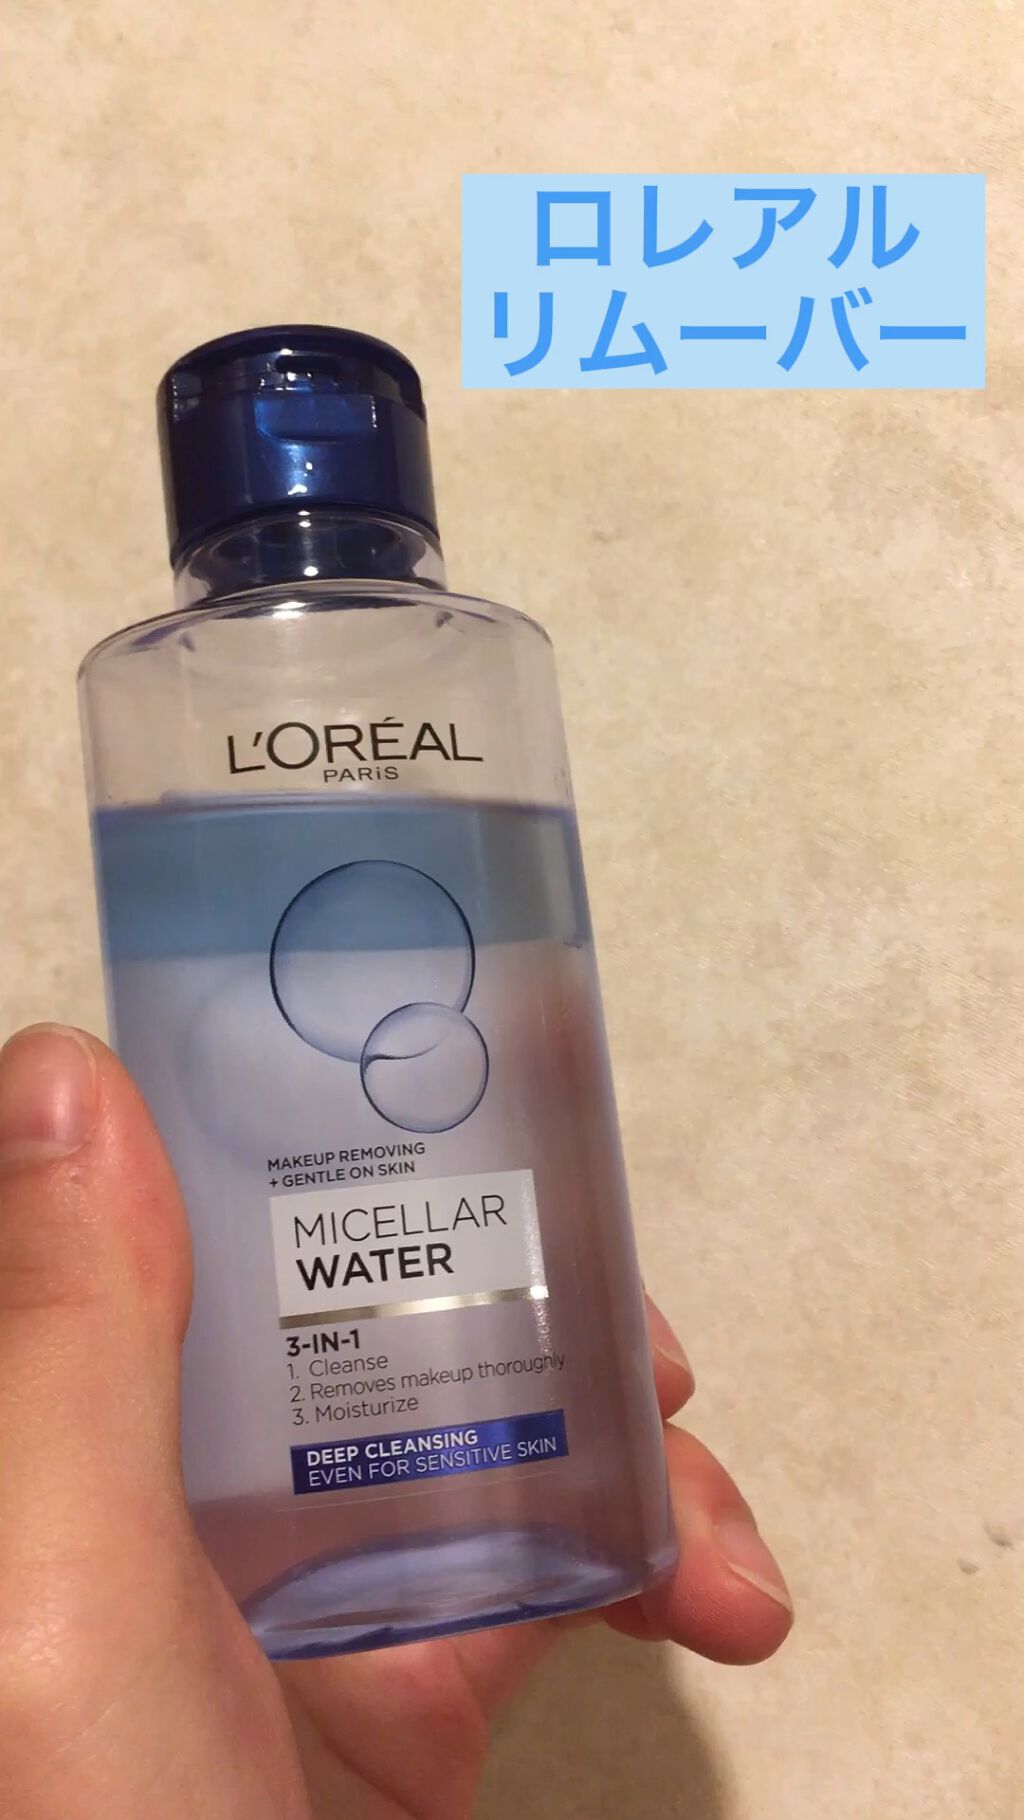 ロレアル
リムーバー
L'ORÉAL
PARiS
MAKEUP REMOVING
+ GENTLE ON SKIN
MICELLAR
WATER
3-IN-1
1. Cleanse
2. Removes makeup thoroughly
3. Moisturize
DEEP CLEANSING
EVEN FOR SENSITIVE SKIN